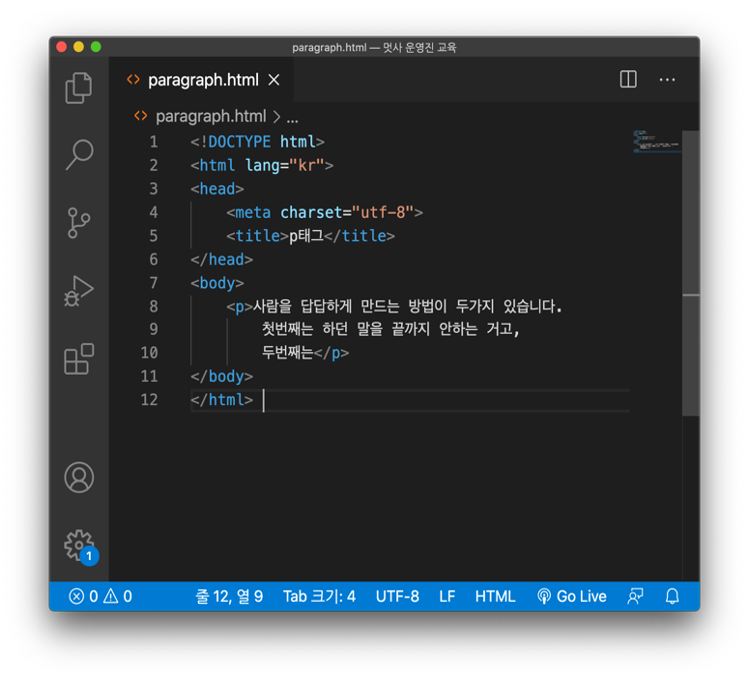 paragraph.html — 멋사 운영진 교육
paragraph.html
paragraph.html > ...
1 <!DOCTYPE html>
2 <html lang="kr">
3 <head>
4 <meta charset="utf-8">
5 <title>p태그</title>
6 </head>
7 <body>
8 <p>사람을 답답하게 만드는 방법이 두가지 있습니다.
9 첫번째는 하던 말을 끝까지 안하는 거고,
10 두번째는</p>
11 </body>
12 </html>
1
0 0 줄 12, 열 9 Tab 크기: 4 UTF-8 LF HTML Go Live